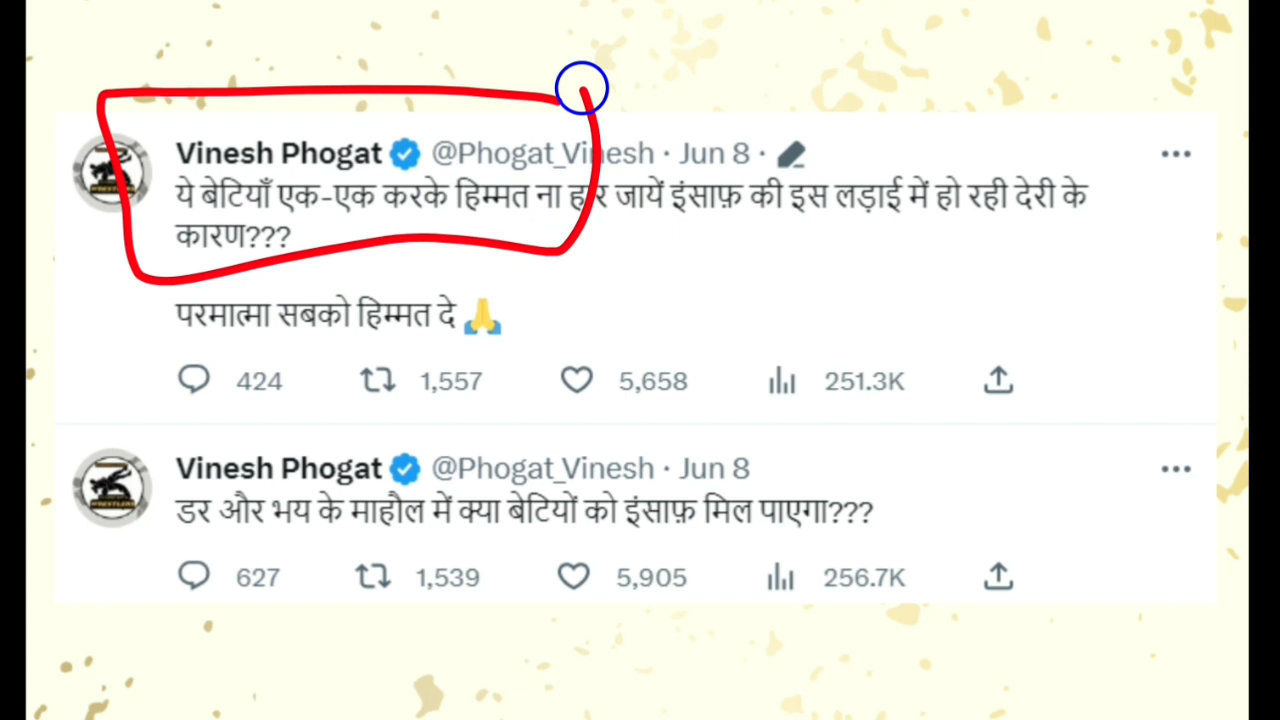 Vinesh Phogat @Phogat_Vinesh · Jun 8 ·
ये बेटियाँ एक-एक करके हिम्मत ना हार जायें इंसाफ़ की इस लड़ाई में हो रही देरी के
कारण???
परमात्मा सबको हिम्मत दे 🙏
424 1,557 5,658 251.3K
Vinesh Phogat @Phogat_Vinesh · Jun 8
डर और भय के माहौल में क्या बेटियों को इंसाफ़ मिल पाएगा???
627 1,539 5,905 256.7K